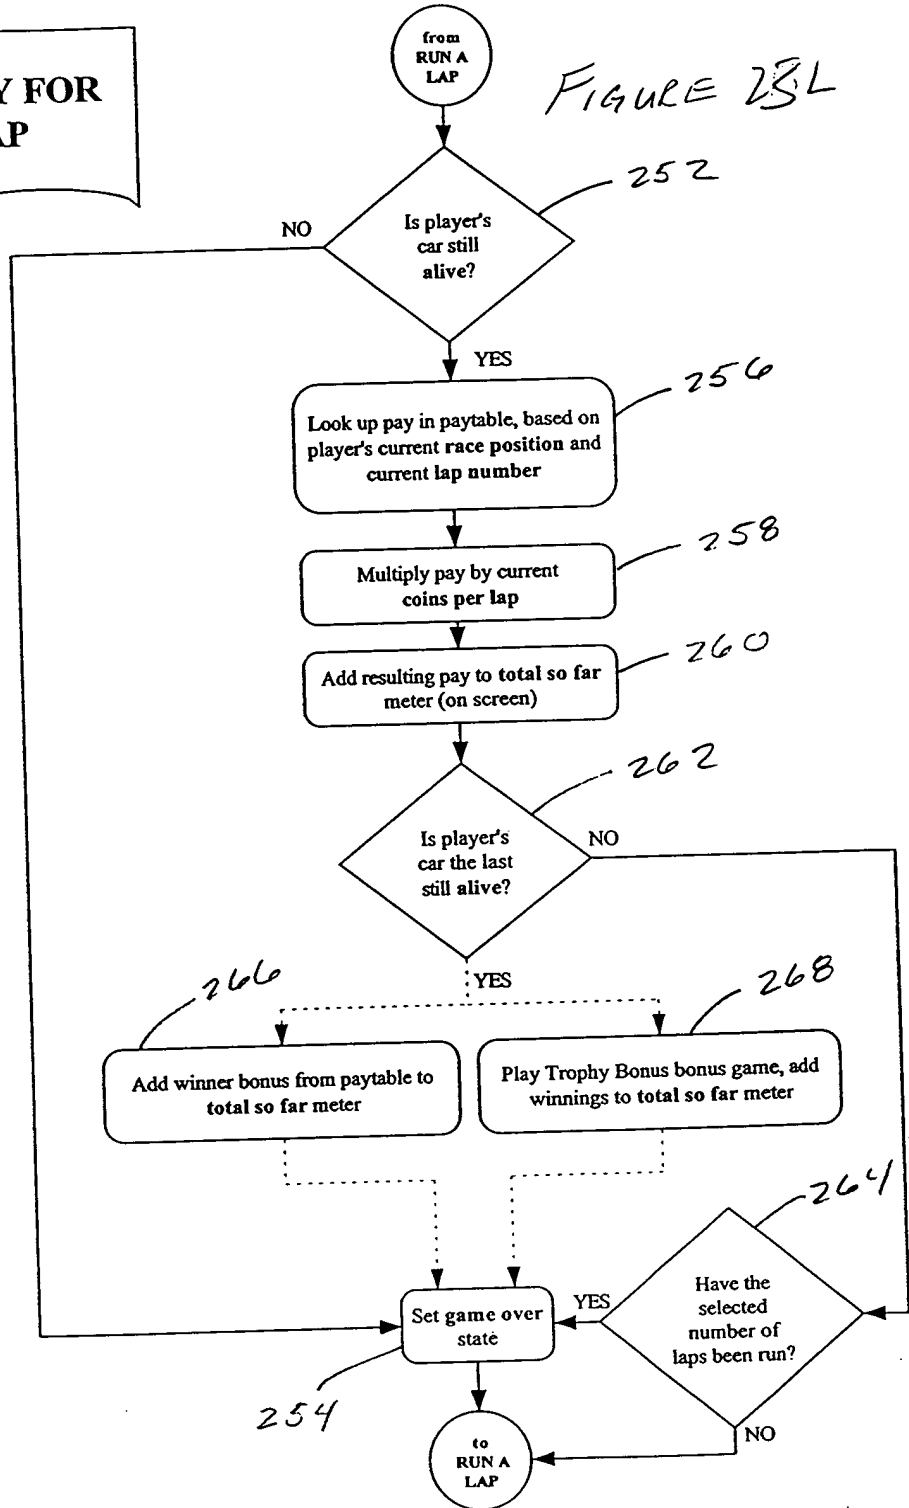 from
RUN A
LAP
Y FOR
AP
FIGURE 23L
252
Is player's
car still
alive?
NO
YES
256
Look up pay in paytable, based on
player's current race position and
current lap number
258
Multiply pay by current
coins per lap
260
Add resulting pay to total so far
meter (on screen)
262
Is player's
car the last
still alive?
NO
YES
266
268
Add winner bonus from paytable to
total so far meter
Play Trophy Bonus bonus game, add
winnings to total so far meter
264
Have the
selected
number of
laps been run?
YES
Set game over
state
254
NO
to
RUN A
LAP